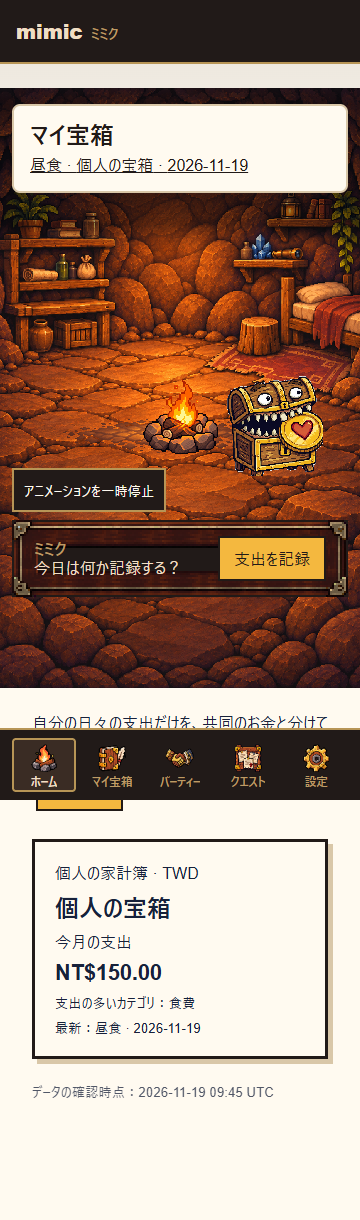 mimic ミミク
マイ宝箱
昼食 · 個人の宝箱 · 2026-11-19
アニメーションを一時停止
ミミク
今日は何か記録する？
支出を記録
自分の日々の支出だけを、共同のお金と分けて
ホーム
マイ宝箱
パーティー
クエスト
設定
個人の家計簿 · TWD
個人の宝箱
今月の支出
NT$150.00
支出の多いカテゴリ：食費
最新：昼食 · 2026-11-19
データの確認時点：2026-11-19 09:45 UTC